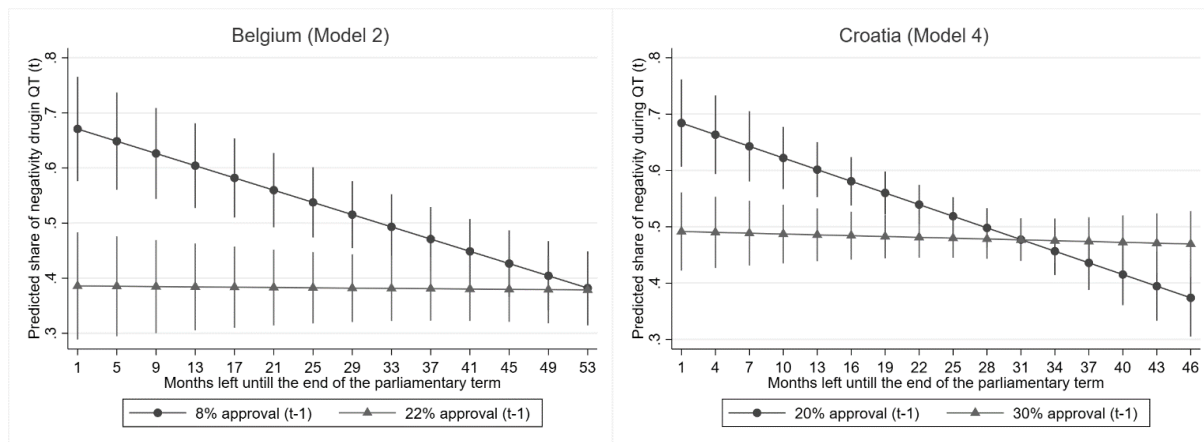 Belgium (Model 2)
Predicted share of negativity drugin QT (t)
.8
.7
.6
.5
.4
.3
1 5 9 13 17 21 25 29 33 37 41 45 49 53
Months left untill the end of the parliamentary term
8% approval (t-1) 22% approval (t-1)
Croatia (Model 4)
Predicted share of negativity during QT (t)
.8
.7
.6
.5
.4
.3
1 4 7 10 13 16 19 22 25 28 31 34 37 40 43 46
Months left untill the end of the parliamentary term
20% approval (t-1) 30% approval (t-1)